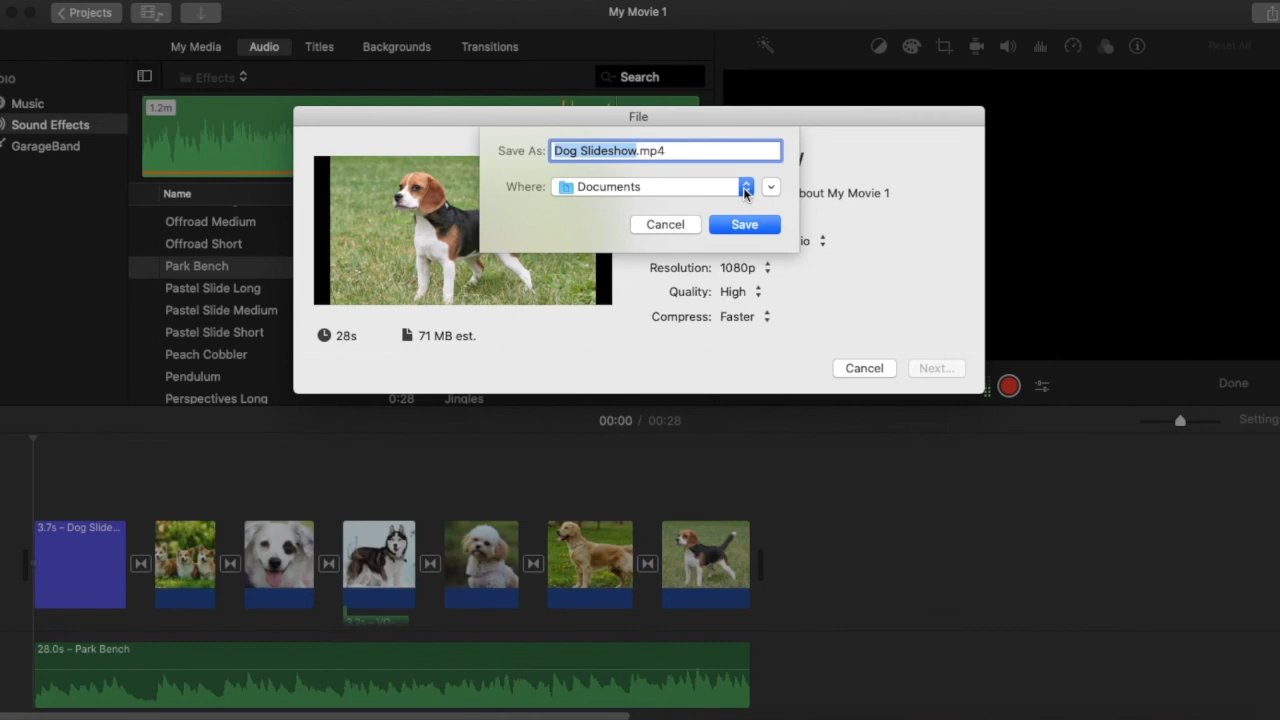 Projects
My Movie 1
My Media
Audio
Titles
Backgrounds
Transitions
Reset All
Effects
Search
Music
Sound Effects
GarageBand
1.2m
Name
Offroad Medium
Offroad Short
Park Bench
Pastel Slide Long
Pastel Slide Medium
Pastel Slide Short
Peach Cobbler
Pendulum
Perspectives Long
0:28
Jingles
File
Save As: Dog Slideshow.mp4
Where: Documents
Cancel
Save
bout My Movie 1
Resolution: 1080p
Quality: High
Compress: Faster
28s
71 MB est.
Cancel
Next...
Done
00:00 / 00:28
Setting
3.7s – Dog Slide...
28.0s – Park Bench